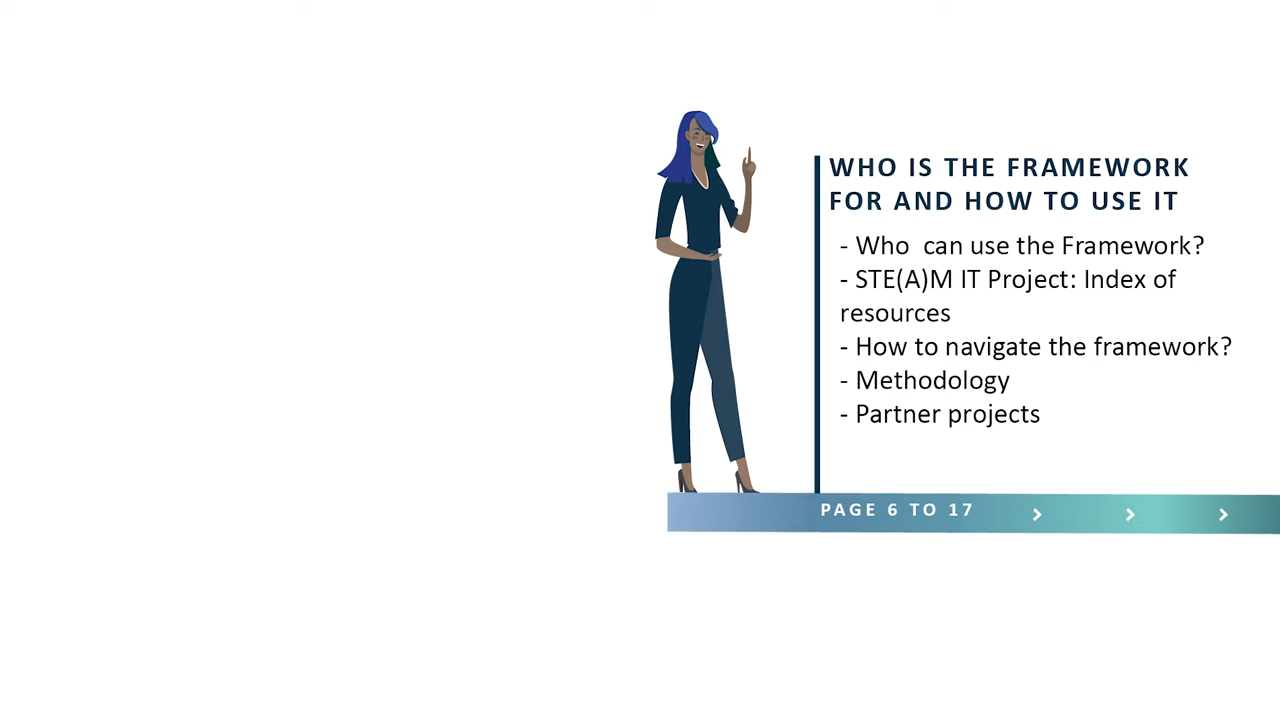 WHO IS THE FRAMEWORK
FOR AND HOW TO USE IT
- Who  can use the Framework?
- STE(A)M IT Project: Index of
resources
- How to navigate the framework?
- Methodology
- Partner projects
PAGE 6 TO 17